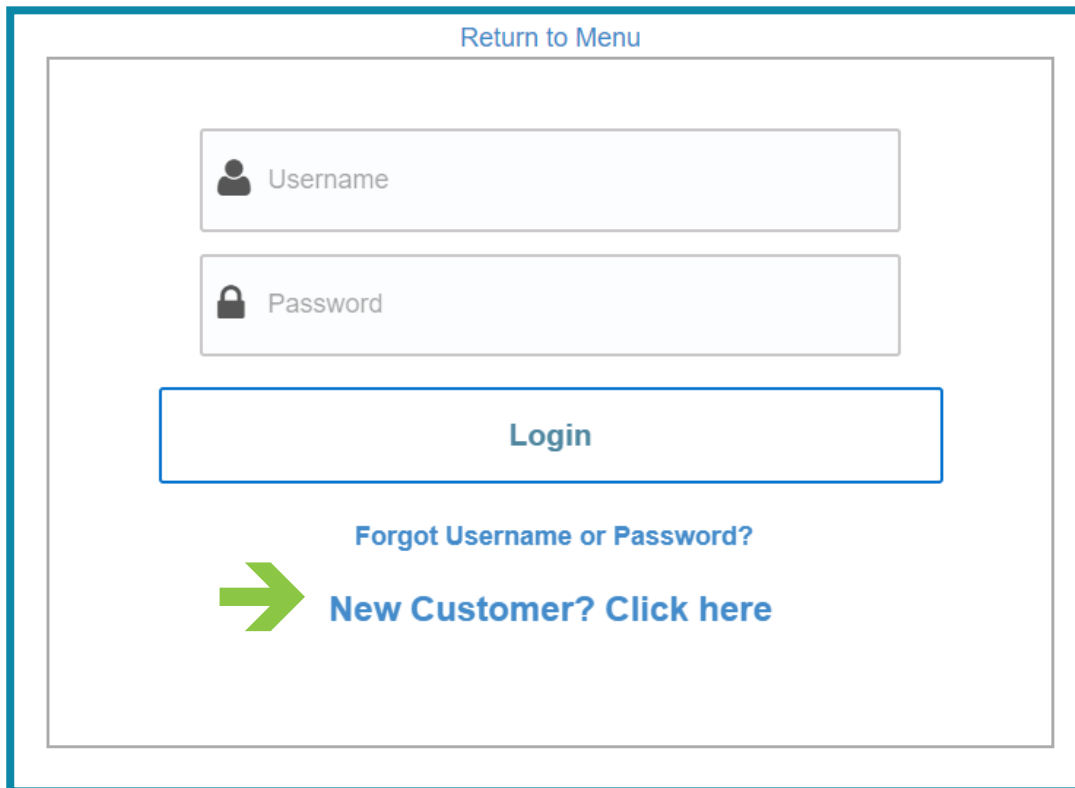 Return to Menu
Username
Password
Login
Forgot Username or Password?
New Customer? Click here